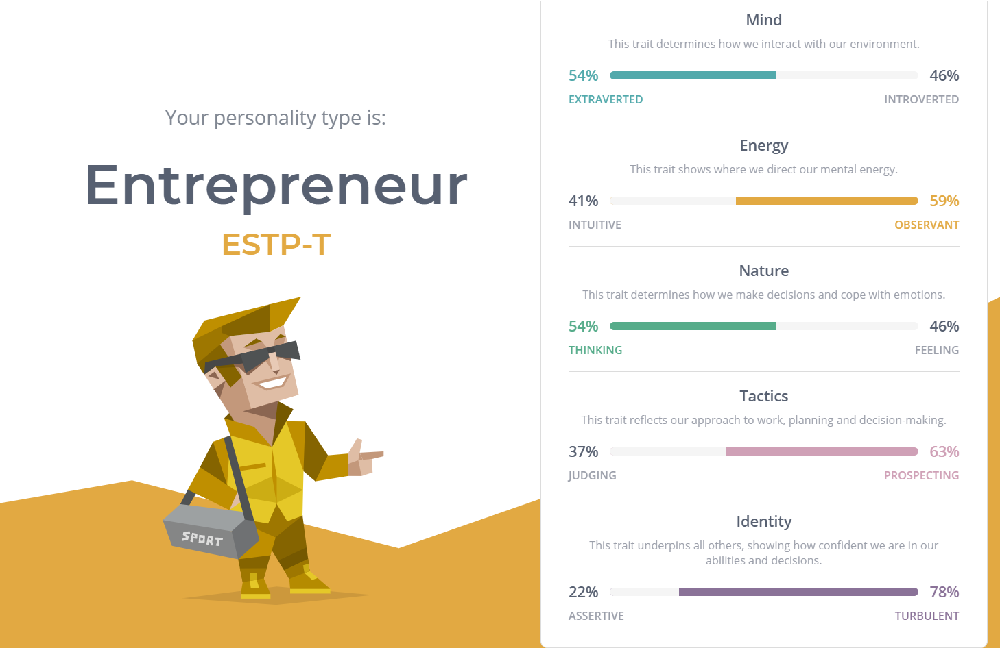 Your personality type is:
Entrepreneur
ESTP-T
SPORT
Mind
This trait determines how we interact with our environment.
54% 46%
EXTRAVERTED INTROVERTED
Energy
This trait shows where we direct our mental energy.
41% 59%
INTUITIVE OBSERVANT
Nature
This trait determines how we make decisions and cope with emotions.
54% 46%
THINKING FEELING
Tactics
This trait reflects our approach to work, planning and decision-making.
37% 63%
JUDGING PROSPECTING
Identity
This trait underpins all others, showing how confident we are in our
abilities and decisions.
22% 78%
ASSERTIVE TURBULENT